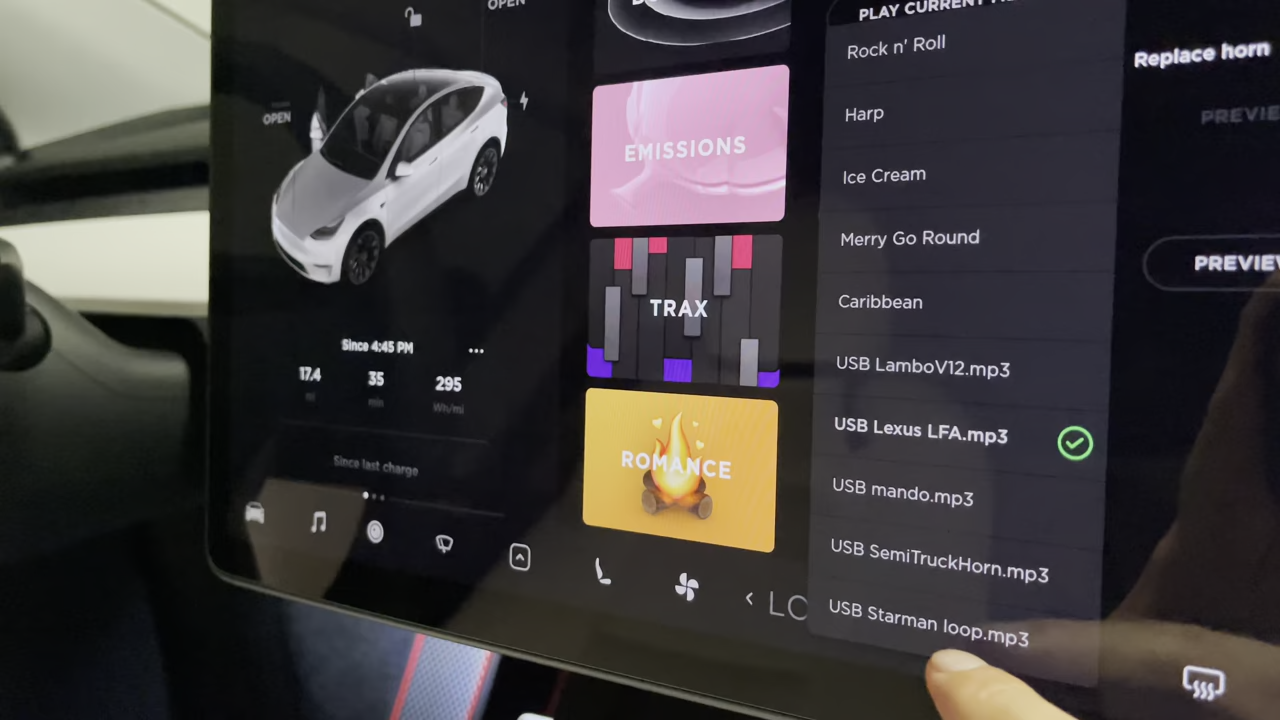 OPEN
OPEN
Since 4:45 PM
17.4
35
295
mi
min
Wh/mi
Since last charge
EMISSIONS
TRAX
ROMANCE
LO
PLAY CURRENT
Rock n' Roll
Harp
Ice Cream
Merry Go Round
Caribbean
USB LamboV12.mp3
USB Lexus LFA.mp3
USB mando.mp3
USB SemiTruckHorn.mp3
USB Starman loop.mp3
Replace horn
PREVIE
PREVIEW